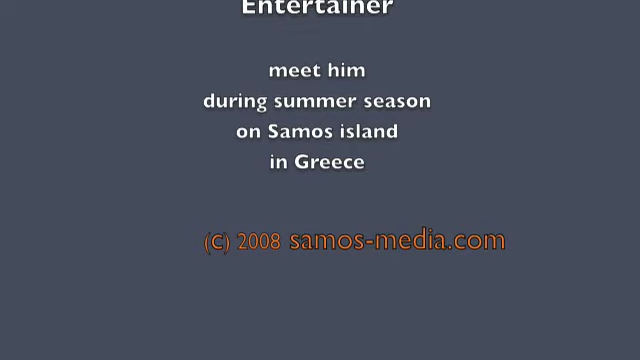 Entertainer
meet him
during summer season
on Samos island
in Greece
(c) 2008 samos-media.com